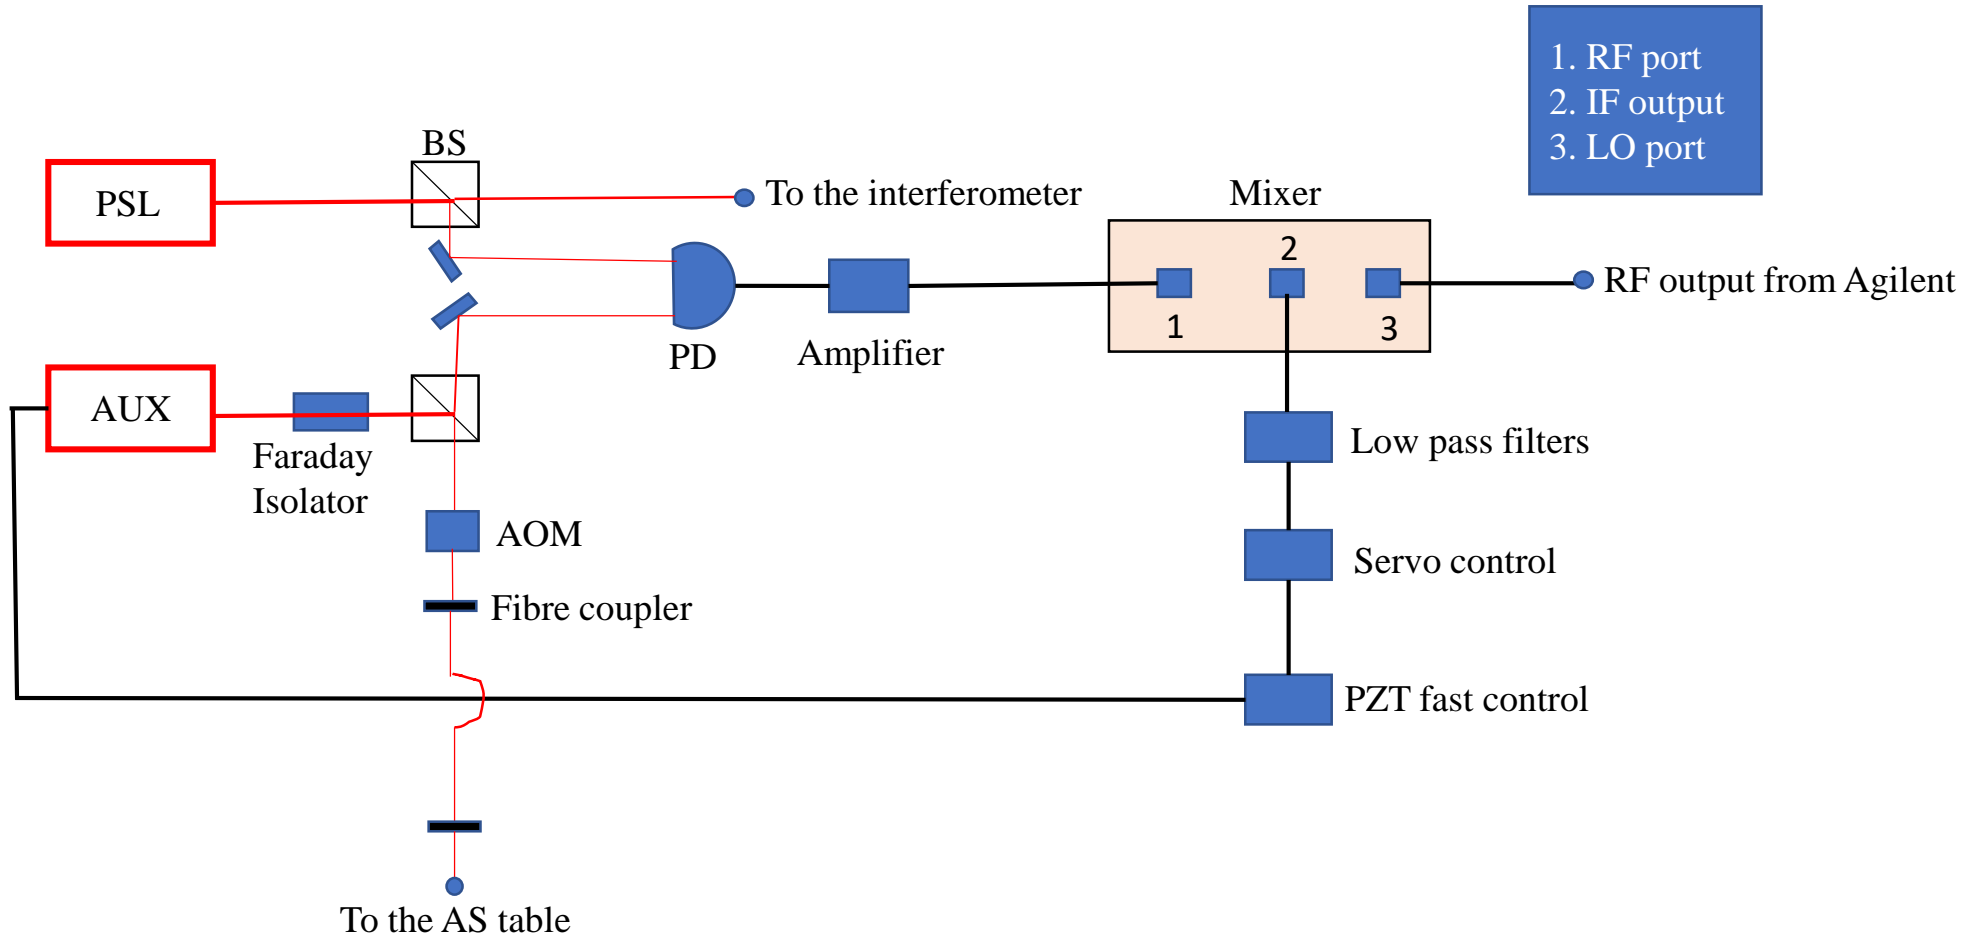 1. RF port
2. IF output
3. LO port
BS
PSL
To the interferometer
Mixer
2
RF output from Agilent
1
3
PD
Amplifier
AUX
Faraday
Isolator
Low pass filters
AOM
Servo control
Fibre coupler
PZT fast control
To the AS table